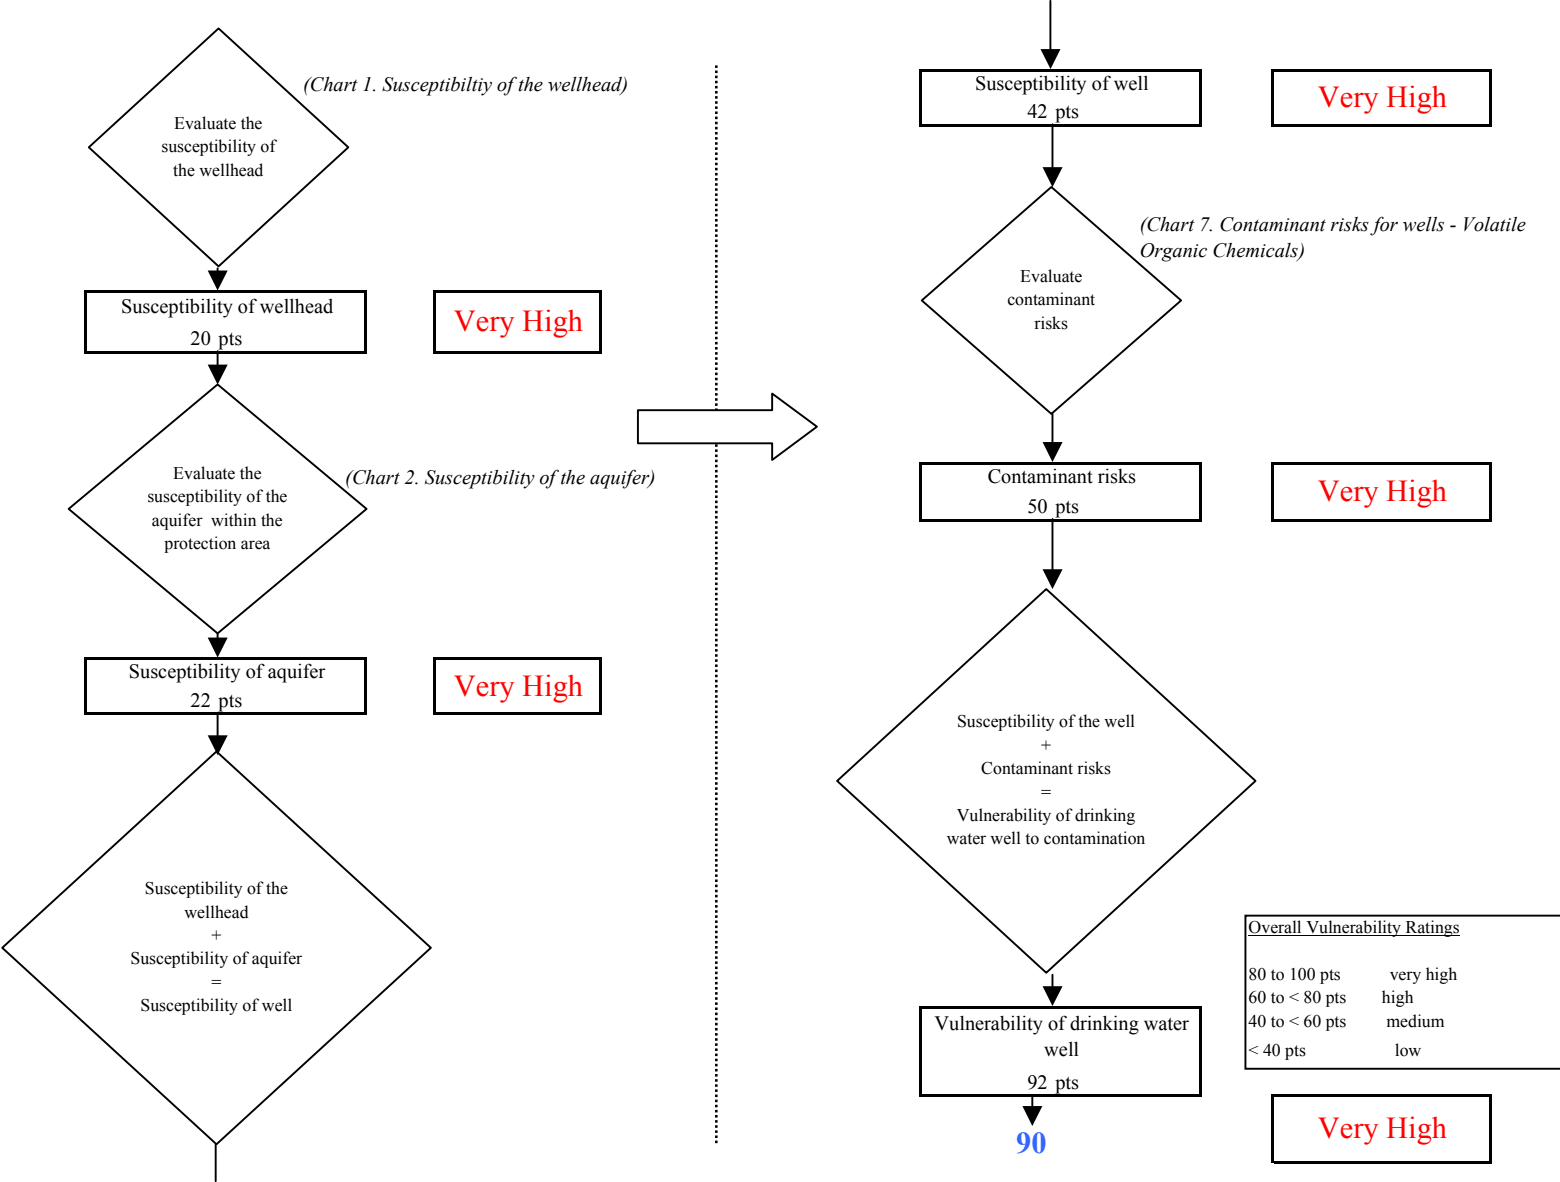 (Chart 1. Susceptibiltiy of the wellhead)
Evaluate the
susceptibility of
the wellhead
Susceptibility of wellhead
20 pts
Very High
Evaluate the
susceptibility of the
aquifer within the
protection area
(Chart 2. Susceptibility of the aquifer)
Susceptibility of aquifer
22 pts
Very High
Susceptibility of the
wellhead
+
Susceptibility of aquifer
=
Susceptibility of well
Susceptibility of well
42 pts
Very High
(Chart 7. Contaminant risks for wells - Volatile
Organic Chemicals)
Evaluate
contaminant
risks
Contaminant risks
50 pts
Very High
Susceptibility of the well
+
Contaminant risks
=
Vulnerability of drinking
water well to contamination
Overall Vulnerability Ratings
80 to 100 pts very high
60 to < 80 pts high
40 to < 60 pts medium
< 40 pts low
Vulnerability of drinking water
well
92 pts
90
Very High